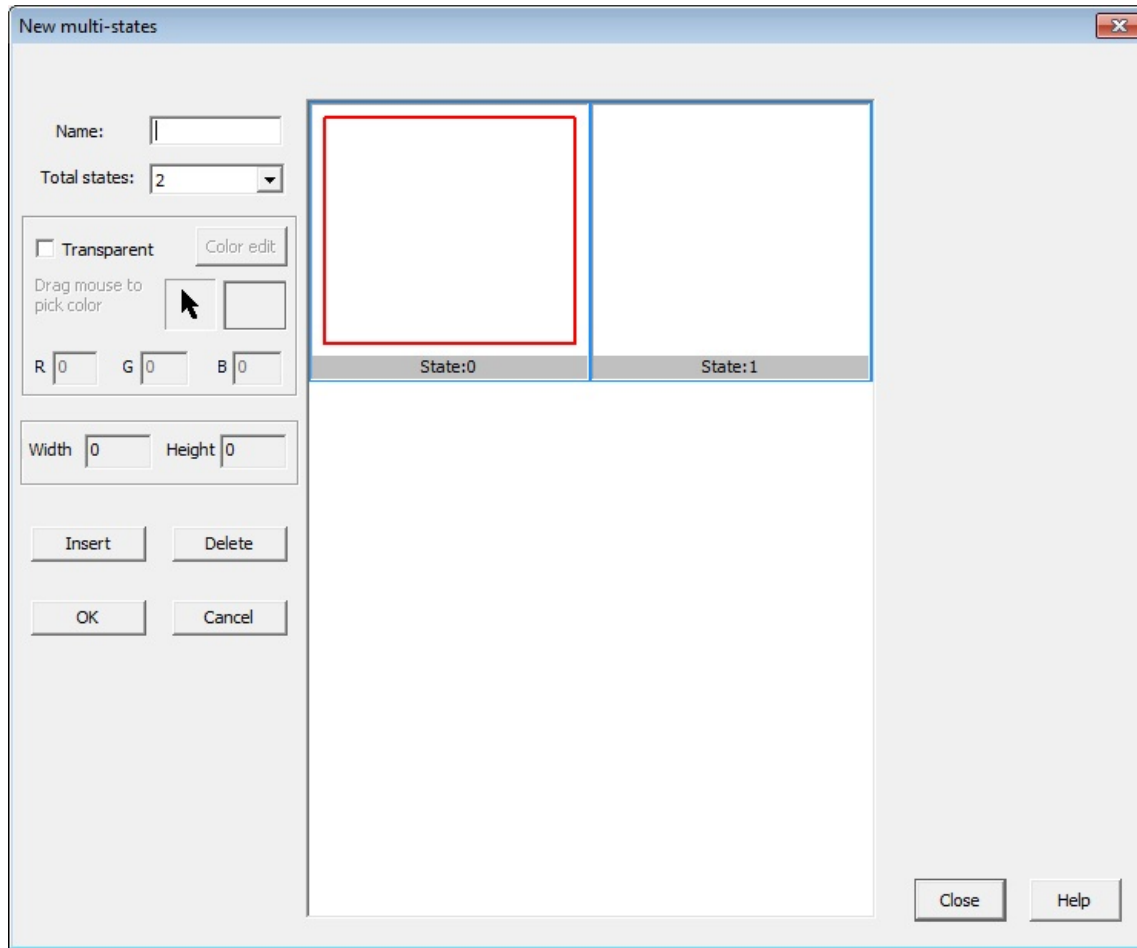 New multi-states
Name:
Total states: 2
Transparent
Color edit
Drag mouse to
pick color
R 0 G 0 B 0
Width 0 Height 0
Insert Delete
OK Cancel
State:0 State:1
Close Help